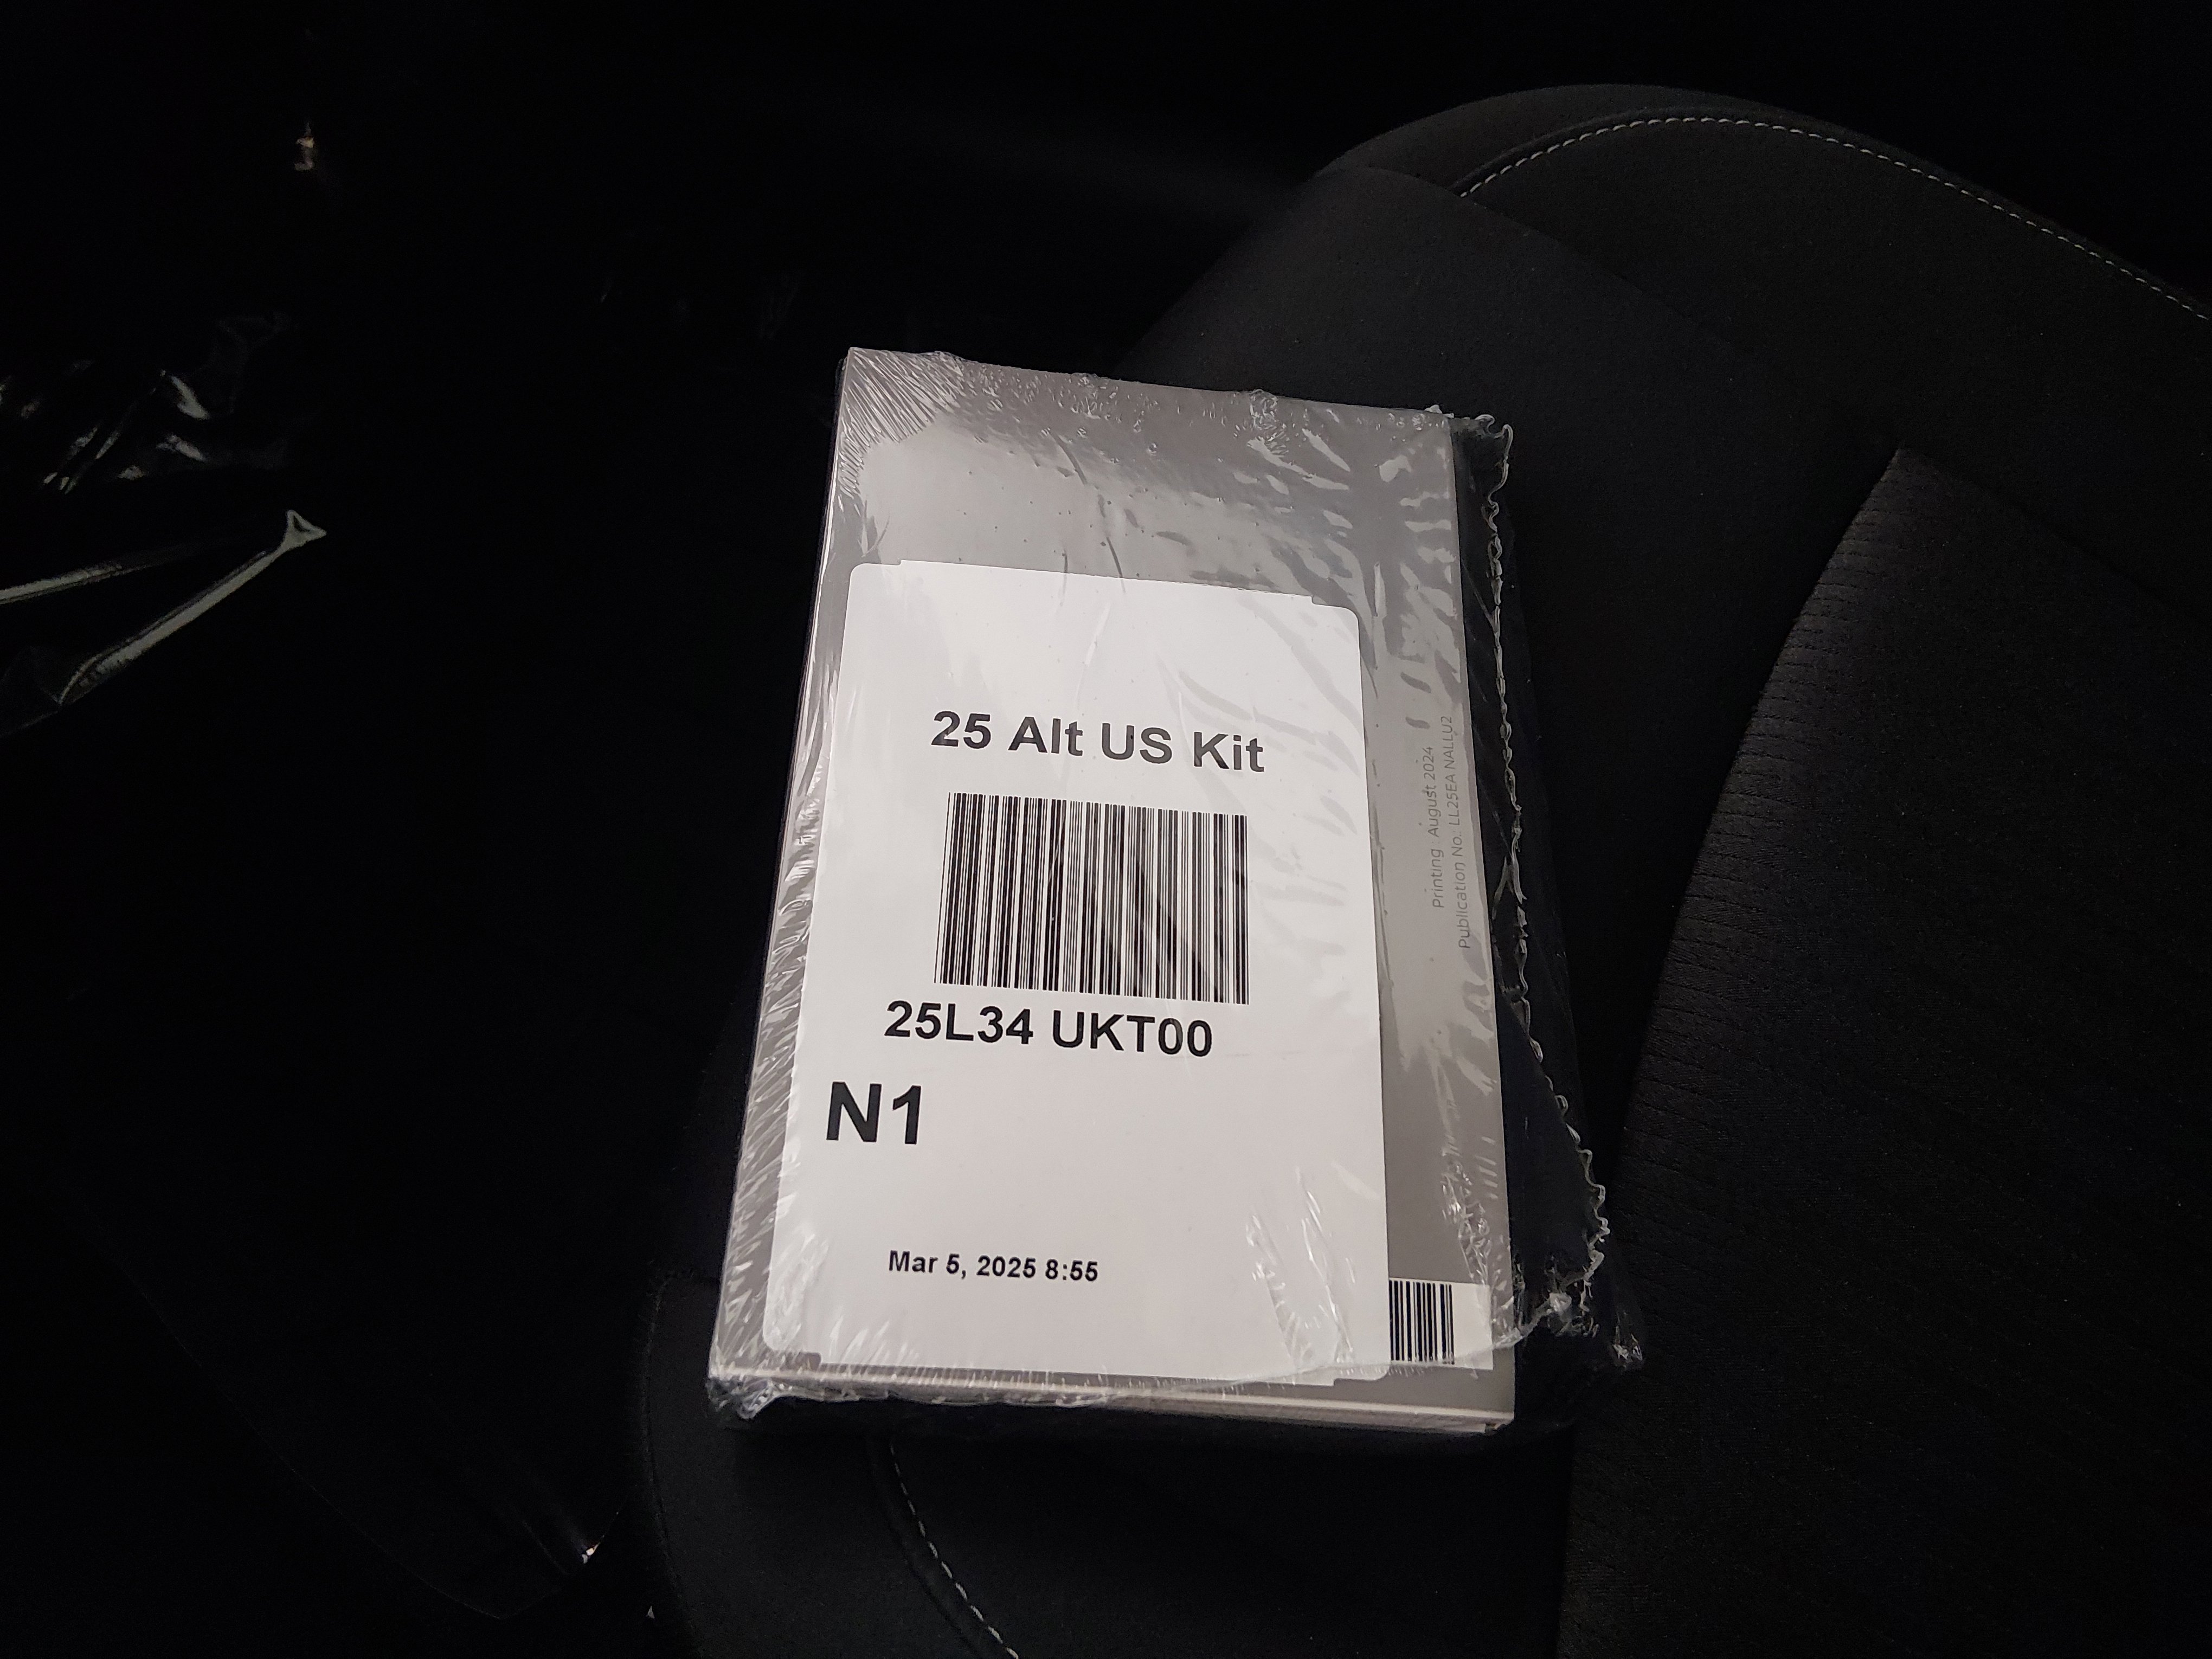 25 Alt US Kit
25L34 UKT00
N1
Mar 5, 2025 8:55
Printing August 2024
Publication No.: LL25EA NALLU2